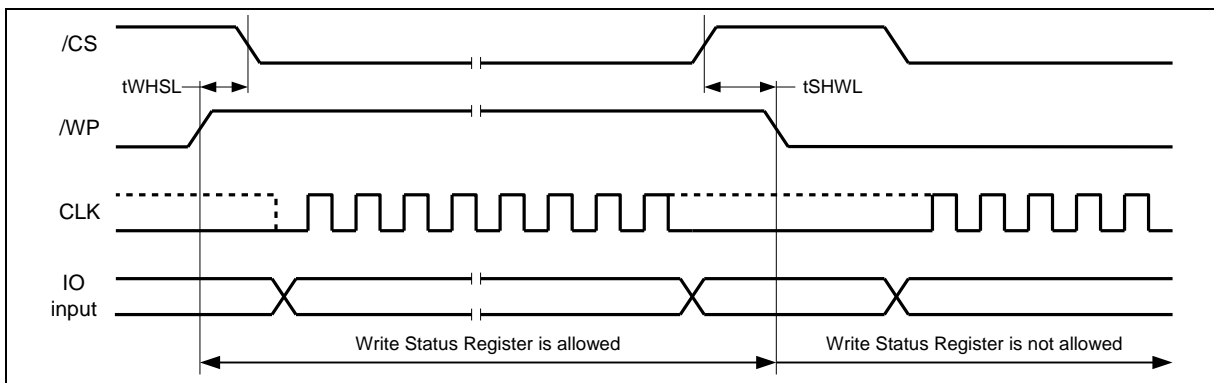 /CS
tWHSL
tSHWL
/WP
CLK
IO
input
Write Status Register is allowed
Write Status Register is not allowed